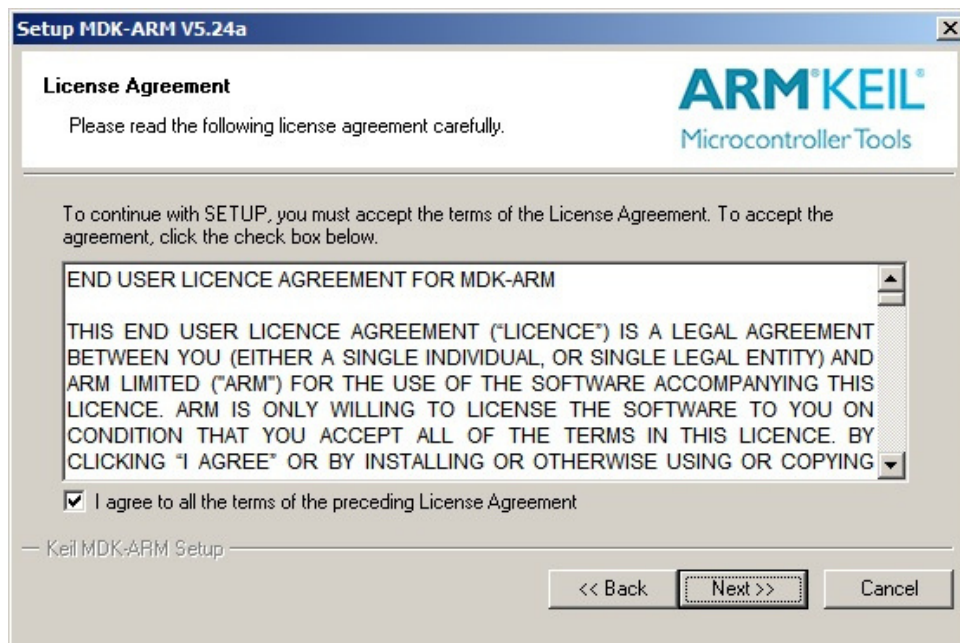 Setup MDK-ARM V5.24a
License Agreement
Please read the following license agreement carefully.
ARM®KEIL®
Microcontroller Tools
To continue with SETUP, you must accept the terms of the License Agreement. To accept the
agreement, click the check box below.
END USER LICENCE AGREEMENT FOR MDK-ARM
THIS END USER LICENCE AGREEMENT (“LICENCE”) IS A LEGAL AGREEMENT
BETWEEN YOU (EITHER A SINGLE INDIVIDUAL, OR SINGLE LEGAL ENTITY) AND
ARM LIMITED ("ARM") FOR THE USE OF THE SOFTWARE ACCOMPANYING THIS
LICENCE. ARM IS ONLY WILLING TO LICENSE THE SOFTWARE TO YOU ON
CONDITION THAT YOU ACCEPT ALL OF THE TERMS IN THIS LICENCE. BY
CLICKING “I AGREE” OR BY INSTALLING OR OTHERWISE USING OR COPYING
I agree to all the terms of the preceding License Agreement
Keil MDK-ARM Setup
<< Back
Next >>
Cancel